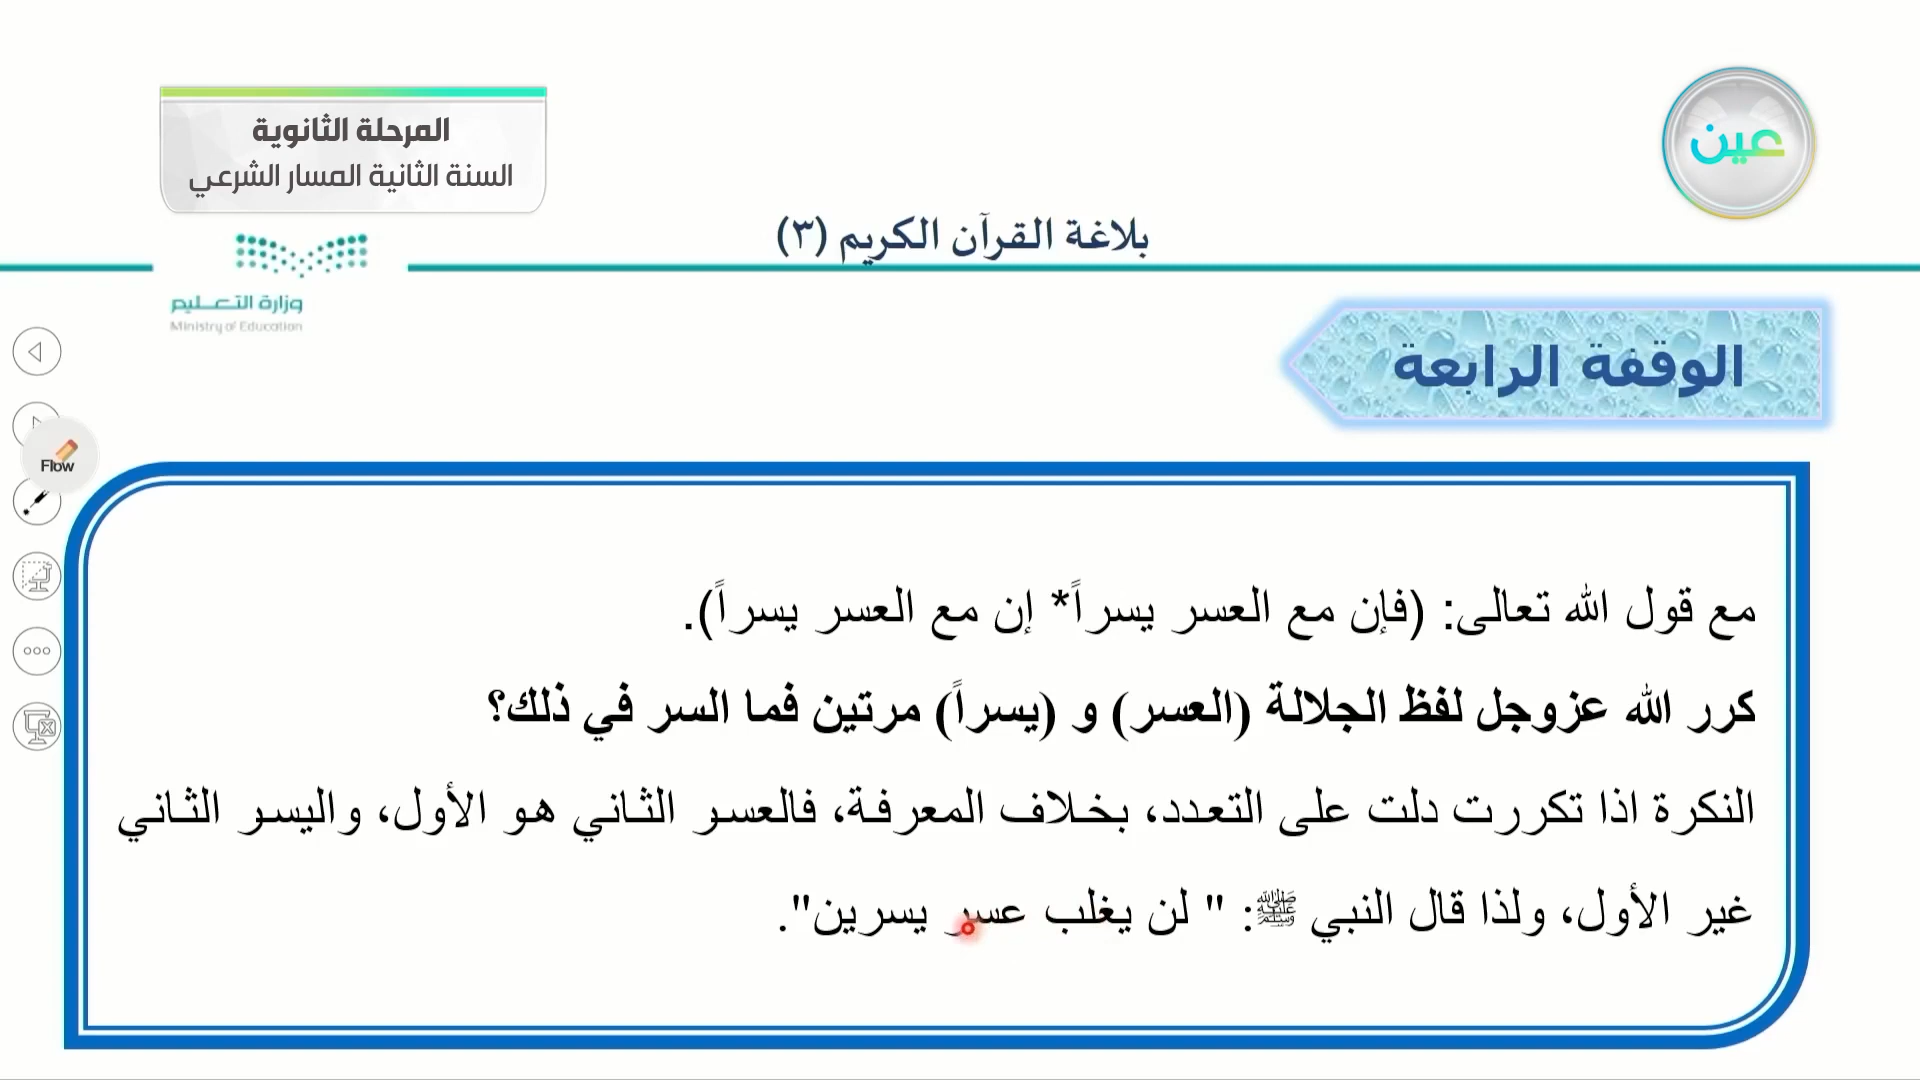 المرحلة الثانوية
السنة الثانية المسار الشرعي
عين
بلاغة القرآن الكريم (٣)
وزارة التعليم
Ministry of Education
الوقفة الرابعة
Flow
مع قول الله تعالى: (فإن مع العسر يسراً* إن مع العسر يسراً).
كرر الله عزوجل لفظ الجلالة (العسر) و (يسراً) مرتين فما السر في ذلك؟
النكرة اذا تكررت دلت على التعدد، بخلاف المعرفة، فالعسر الثاني هو الأول، واليسر الثاني
غير الأول، ولذا قال النبي ﷺ: " لن يغلب عسر يسرين".